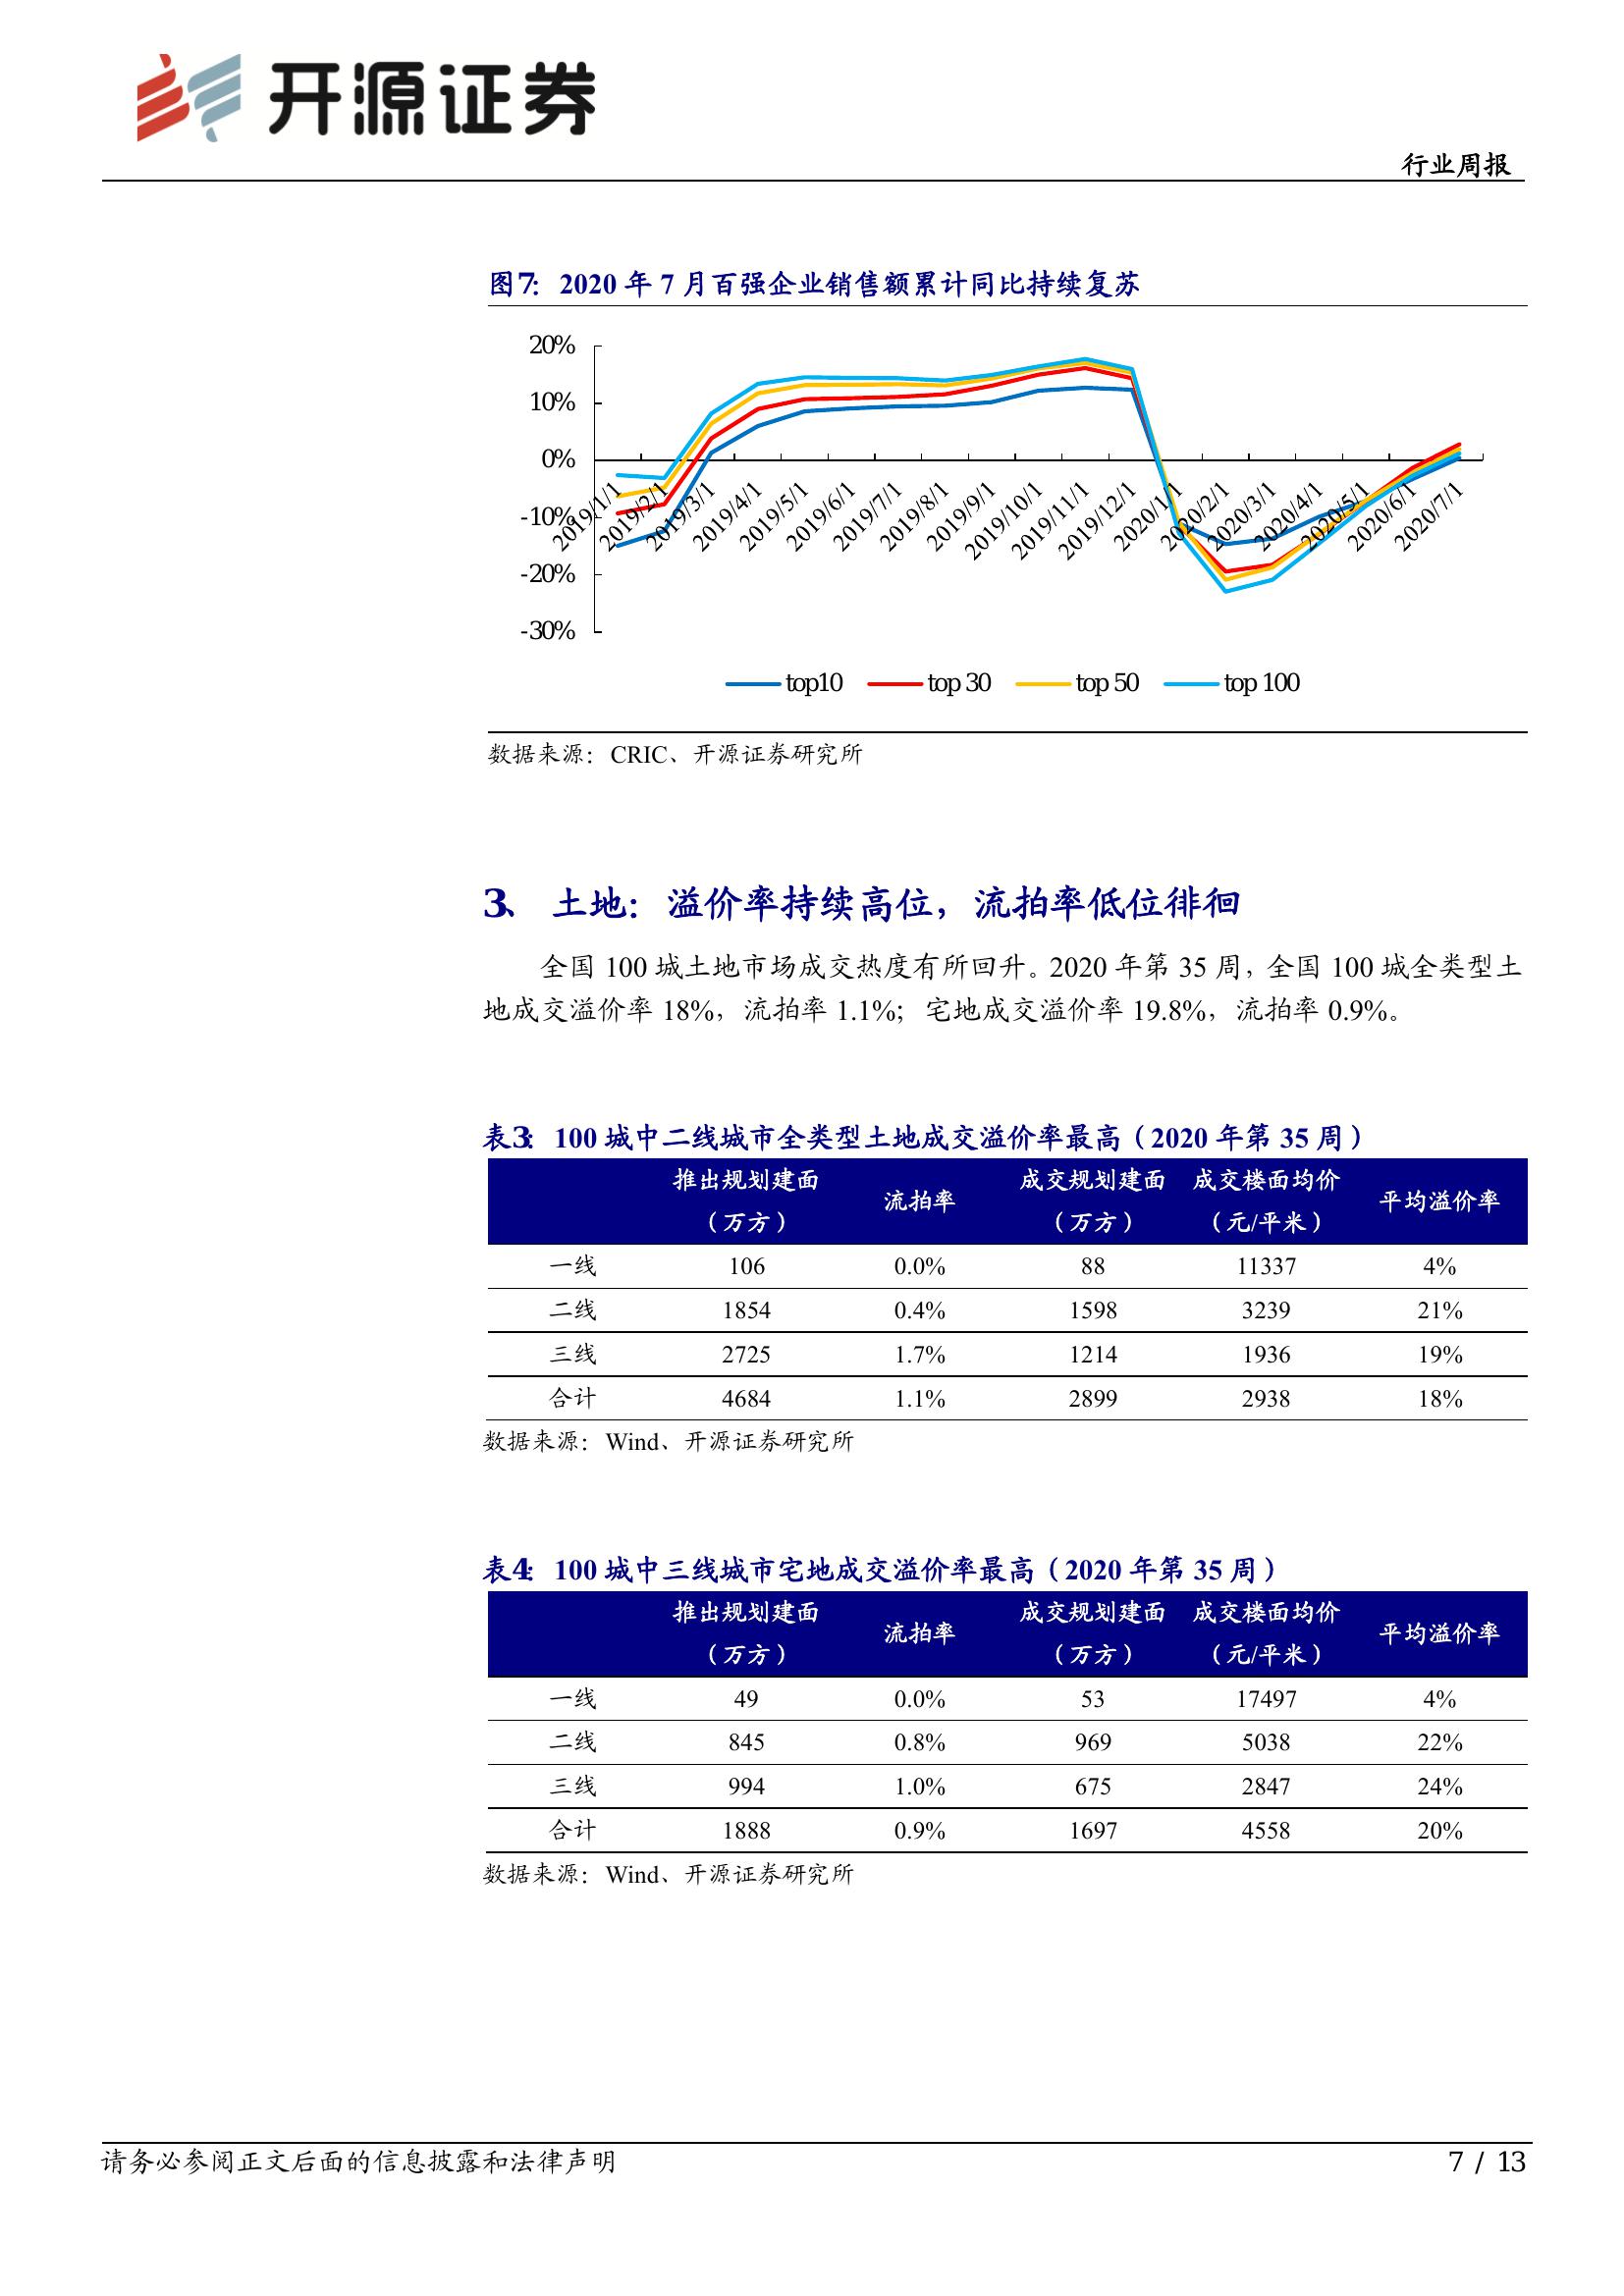 开源证券
行业周报
图7： 2020 年 7 月百强企业销售额累计同比持续复苏
20%
10%
0%
-10%
-20%
-30%
2019/1/1
2019/2/1
2019/3/1
2019/4/1
2019/5/1
2019/6/1
2019/7/1
2019/8/1
2019/9/1
2019/10/1
2019/11/1
2019/12/1
2020/1/1
2020/2/1
2020/3/1
2020/4/1
2020/5/1
2020/6/1
2020/7/1
top10 top 30 top 50 top 100
数据来源：CRIC、开源证券研究所
3、 土地：溢价率持续高位，流拍率低位徘徊
全国 100 城土地市场成交热度有所回升。2020 年第 35 周，全国 100 城全类型土
地成交溢价率 18%，流拍率 1.1%；宅地成交溢价率 19.8%，流拍率 0.9%。
表3： 100 城中二线城市全类型土地成交溢价率最高（2020 年第 35 周）
推出规划建面（万方） 流拍率 成交规划建面（万方） 成交楼面均价（元/平米） 平均溢价率
一线 106 0.0% 88 11337 4%
二线 1854 0.4% 1598 3239 21%
三线 2725 1.7% 1214 1936 19%
合计 4684 1.1% 2899 2938 18%
数据来源：Wind、开源证券研究所
表4： 100 城中三线城市宅地成交溢价率最高（2020 年第 35 周）
推出规划建面（万方） 流拍率 成交规划建面（万方） 成交楼面均价（元/平米） 平均溢价率
一线 49 0.0% 53 17497 4%
二线 845 0.8% 969 5038 22%
三线 994 1.0% 675 2847 24%
合计 1888 0.9% 1697 4558 20%
数据来源：Wind、开源证券研究所
请务必参阅正文后面的信息披露和法律声明
7 / 13